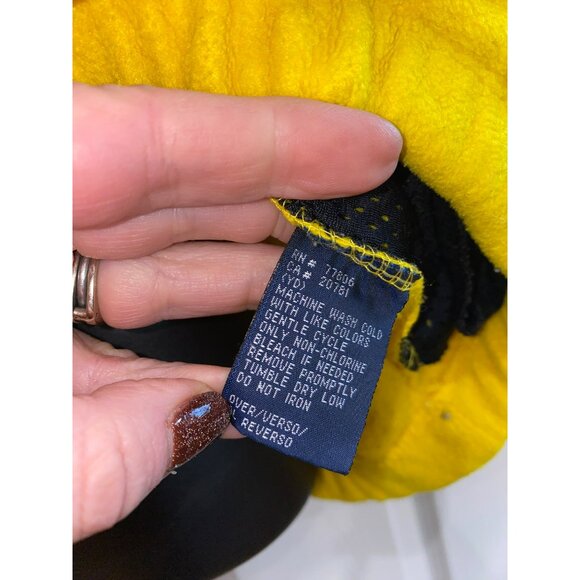 RN # 77806
CA # 20781
(YD)
MACHINE WASH COLD
WITH LIKE COLORS
GENTLE CYCLE
ONLY NON-CHLORINE
BLEACH IF NEEDED
REMOVE PROMPTLY
TUMBLE DRY LOW
DO NOT IRON
OVER/VERSO/
REVERSO